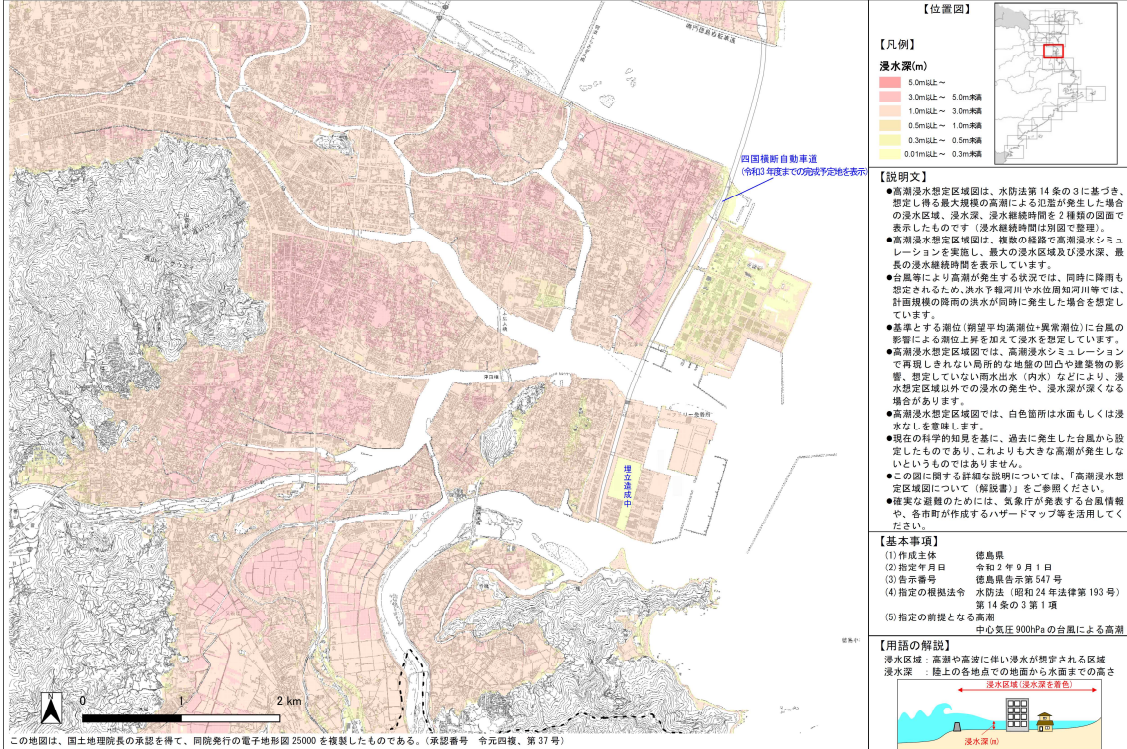 四国横断自動車道
(令和3年度までの完成予定地を表示)
埋立造成中
津田橋
N
0 1 2 km
この地図は、国土地理院長の承認を得て、同院発行の電子地形図25000を複製したものである。(承認番号 令元四複、第37号)
【位置図】
【凡例】
浸水深(m)
5.0m以上~
3.0m以上~ 5.0m未満
1.0m以上~ 3.0m未満
0.5m以上~ 1.0m未満
0.3m以上~ 0.5m未満
0.01m以上~ 0.3m未満
【説明文】
●高潮浸水想定区域図は、水防法第14条の3に基づき、
想定し得る最大規模の高潮による氾濫が発生した場合
の浸水区域、浸水深、浸水継続時間を2種類の図面で
表示したものです(浸水継続時間は別図で整理)。
●高潮浸水想定区域図は、複数の経路で高潮浸水シミュ
レーションを実施し、最大の浸水区域及び浸水深、最
長の浸水継続時間を表示しています。
●台風等により高潮が発生する状況では、同時に降雨も
想定されるため、洪水予報河川や水位周知河川等では、
計画規模の降雨の洪水が同時に発生した場合を想定し
ています。
●基準とする潮位(朔望平均満潮位+異常潮位)に台風の
影響による潮位上昇を加えて浸水を想定しています。
●高潮浸水想定区域図では、高潮浸水シミュレーション
で再現しきれない局所的な地盤の凹凸や建築物の影
響、想定していない雨水出水(内水)などにより、浸
水想定区域以外での浸水の発生や、浸水深が深くなる
場合があります。
●高潮浸水想定区域図では、白色箇所は水面もしくは浸
水なしを意味します。
●現在の科学的知見を基に、過去に発生した台風から設
定したものであり、これよりも大きな高潮が発生しな
いというものではありません。
●この図に関する詳細な説明については、「高潮浸水想
定区域図について(解説書)」をご参照ください。
●確実な避難のためには、気象庁が発表する台風情報
や、各市町が作成するハザードマップ等を活用してく
ださい。
【基本事項】
(1)作成主体 徳島県
(2)指定年月日 令和2年9月1日
(3)告示番号 徳島県告示第547号
(4)指定の根拠法令 水防法(昭和24年法律第193号)
第14条の3第1項
(5)指定の前提となる高潮
中心気圧900hPaの台風による高潮
【用語の解説】
浸水区域:高潮や高波に伴い浸水が想定される区域
浸水深 :陸上の各地点での地面から水面までの高さ
浸水区域(浸水深を着色)
浸水深(m)